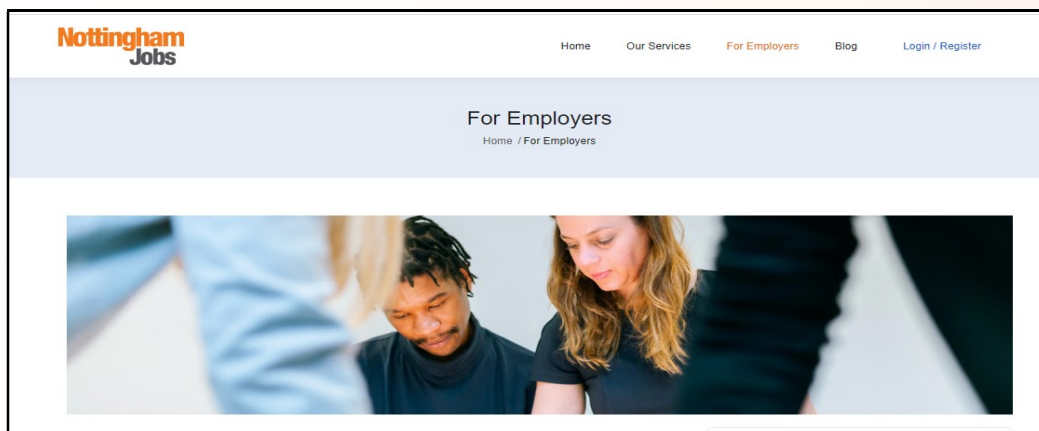 Nottingham
Jobs
Home Our Services For Employers Blog Login / Register
For Employers
Home / For Employers